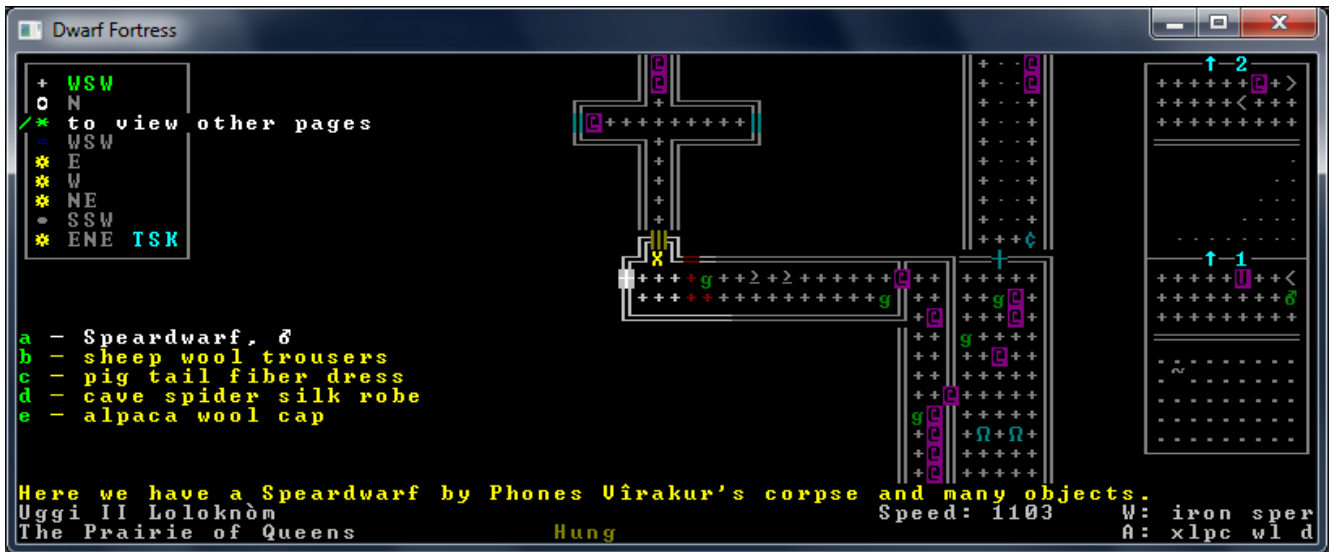 Dwarf Fortress
+ WSW
o N
/* to view other pages
= WSW
☼ E
☼ W
☼ NE
• SSW
☼ ENE TSK
↑ 2
↑ 1
a – Speardwarf, ♂
b – sheep wool trousers
c – pig tail fiber dress
d – cave spider silk robe
e – alpaca wool cap
Here we have a Speardwarf by Phones Vîrakur's corpse and many objects.
Uggi II Loloknòm Speed: 1103 W: iron sper
The Prairie of Queens Hung A: xlpc wl d